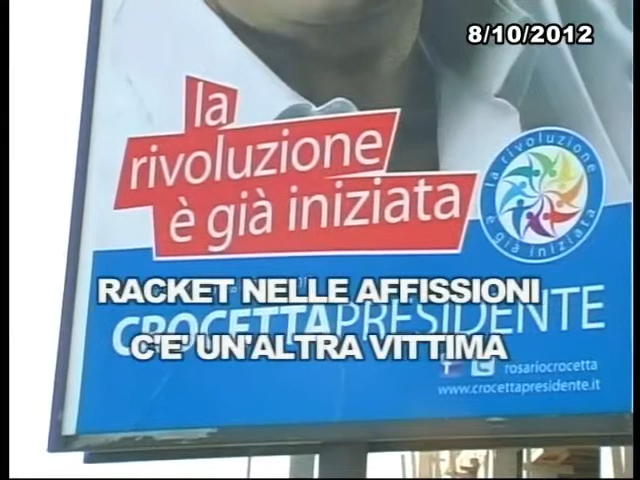 8/10/2012
la
rivoluzione
è già iniziata
la rivoluzione
è già iniziata
RACKET NELLE AFFISSIONI
CROCETTAPRESIDENTE
C'E' UN'ALTRA VITTIMA
rosariocrocetta
www.crocettapresidente.it